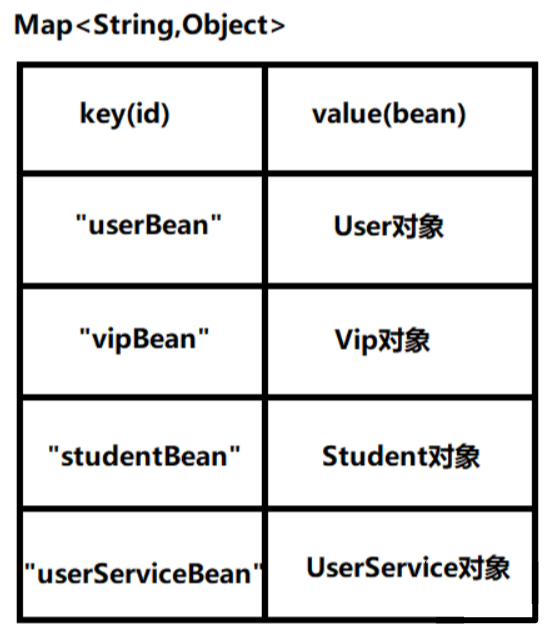 Map<String,Object>
key(id) value(bean)
"userBean" User对象
"vipBean" Vip对象
"studentBean" Student对象
"userServiceBean" UserService对象